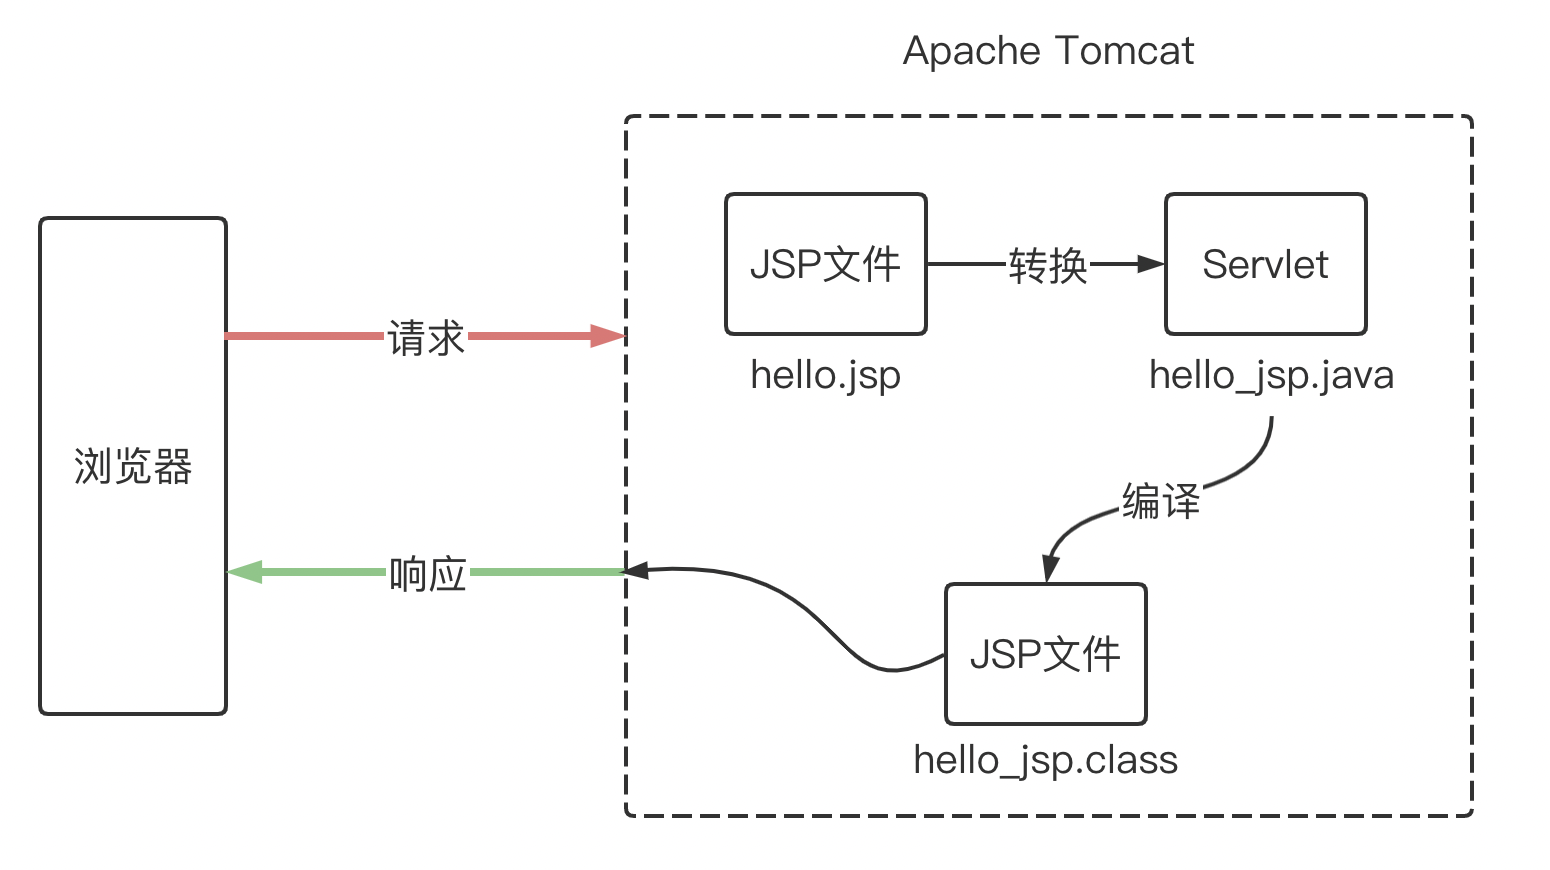 Apache Tomcat
JSP文件
转换
Servlet
hello.jsp
hello_jsp.java
请求
浏览器
编译
响应
JSP文件
hello_jsp.class